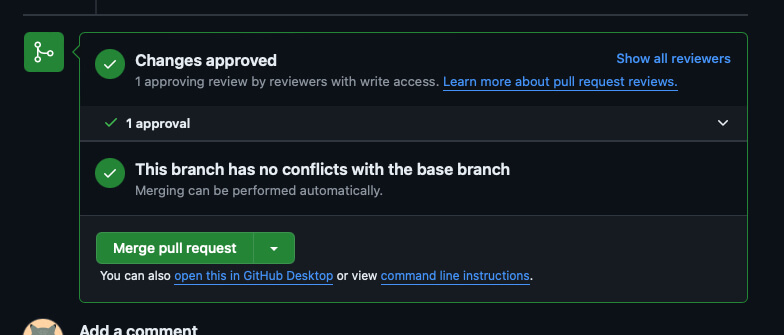 Changes approved
Show all reviewers
1 approving review by reviewers with write access. Learn more about pull request reviews.
1 approval
This branch has no conflicts with the base branch
Merging can be performed automatically.
Merge pull request
You can also open this in GitHub Desktop or view command line instructions.
Add a comment